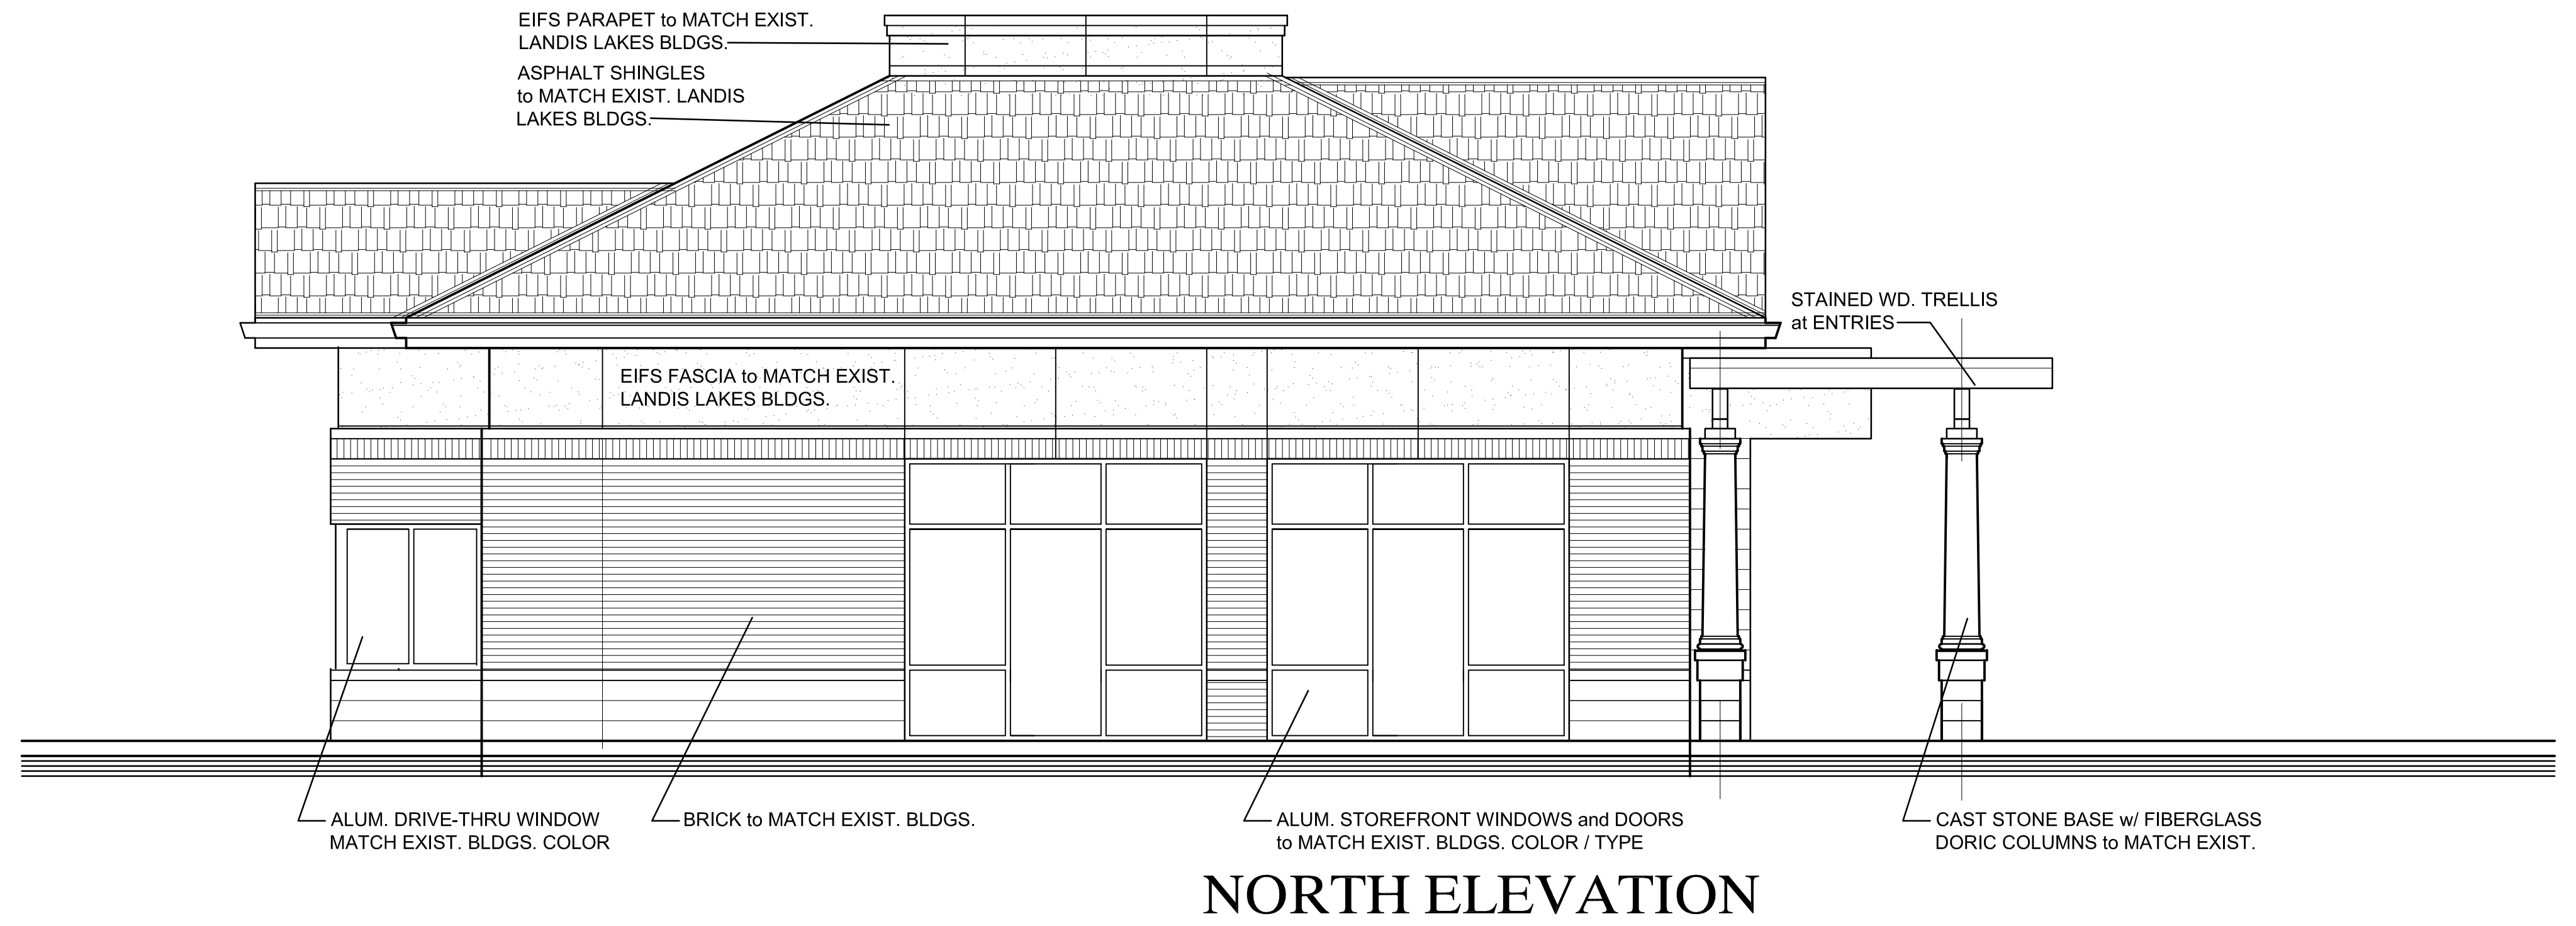 EIFS PARAPET to MATCH EXIST.
LANDIS LAKES BLDGS.
ASPHALT SHINGLES
to MATCH EXIST. LANDIS
LAKES BLDGS.
STAINED WD. TRELLIS
at ENTRIES
EIFS FASCIA to MATCH EXIST.
LANDIS LAKES BLDGS.
ALUM. DRIVE-THRU WINDOW
MATCH EXIST. BLDGS. COLOR
BRICK to MATCH EXIST. BLDGS.
ALUM. STOREFRONT WINDOWS and DOORS
to MATCH EXIST. BLDGS. COLOR / TYPE
CAST STONE BASE w/ FIBERGLASS
DORIC COLUMNS to MATCH EXIST.
NORTH ELEVATION